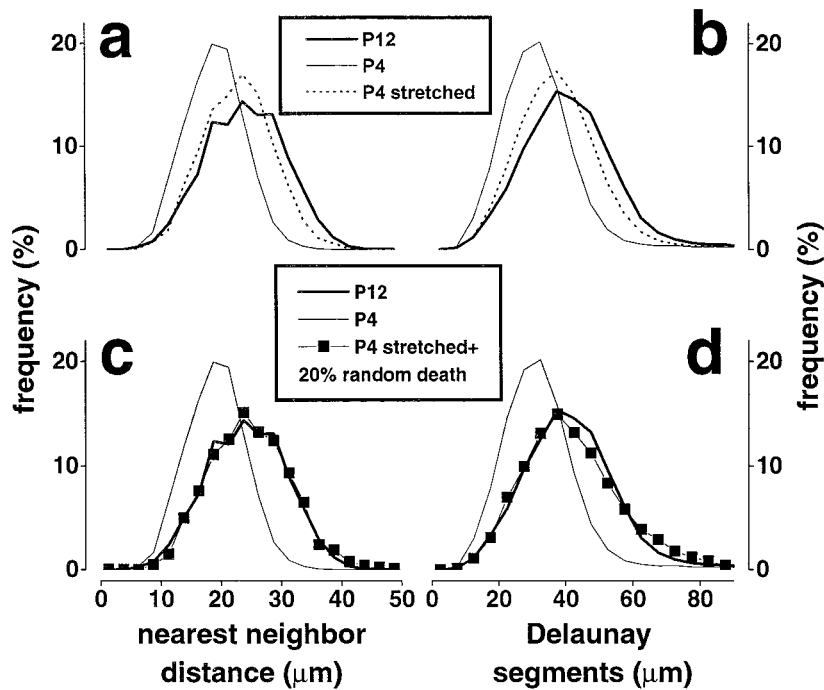 a
b
20
10
0
frequency (%)
P12
P4
P4 stretched
20
10
0
frequency (%)
P12
P4
P4 stretched+
20% random death
c
d
20
10
0
frequency (%)
20
10
0
frequency (%)
0 10 20 30 40 50
0 20 40 60 80
nearest neighbor
distance (μm)
Delaunay
segments (μm)